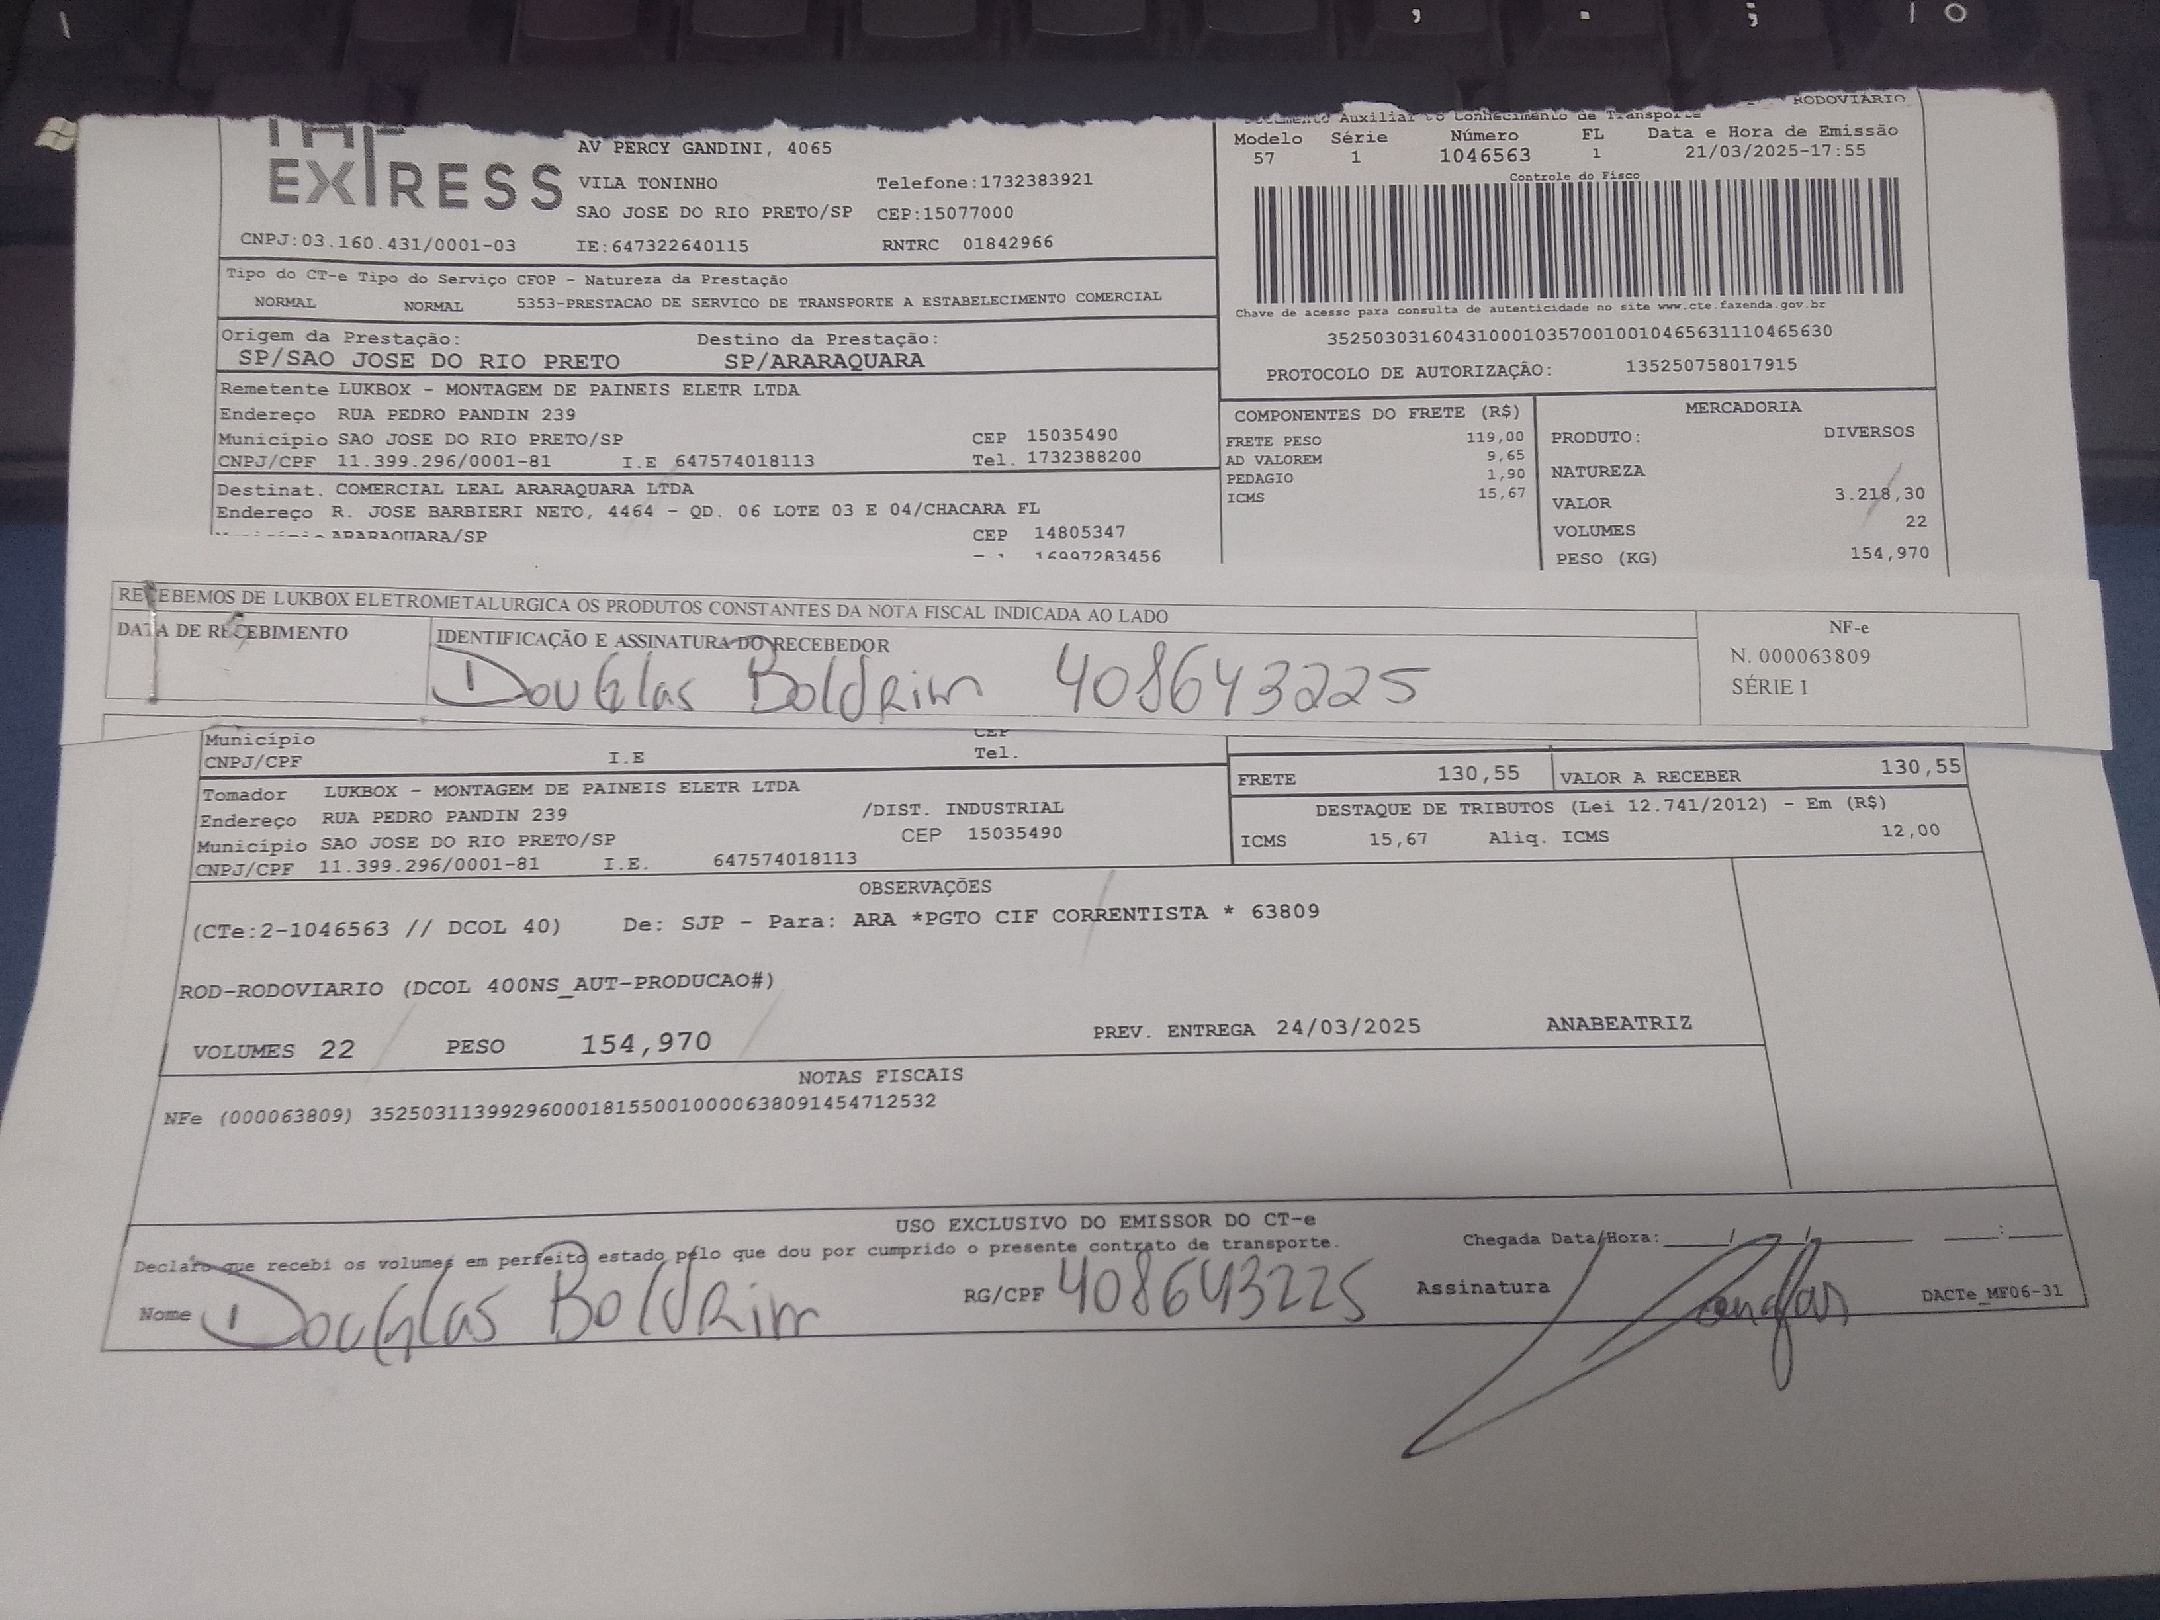 EXPRESS
AV PERCY GANDINI, 4065
VILA TONINHO Telefone:1732383921
SAO JOSE DO RIO PRETO/SP CEP:15077000
CNPJ:03.160.431/0001-03 IE:647322640115 RNTRC 01842966
Tipo do CT-e Tipo do Serviço CFOP - Natureza da Prestação
NORMAL NORMAL 5353-PRESTACAO DE SERVICO DE TRANSPORTE A ESTABELECIMENTO COMERCIAL
Origem da Prestação: Destino da Prestação:
SP/SAO JOSE DO RIO PRETO SP/ARARAQUARA
Remetente LUKBOX - MONTAGEM DE PAINEIS ELETR LTDA
Endereço RUA PEDRO PANDIN 239
Município SAO JOSE DO RIO PRETO/SP CEP 15035490
CNPJ/CPF 11.399.296/0001-81 I.E 647574018113 Tel. 1732388200
Destinat. COMERCIAL LEAL ARARAQUARA LTDA
Endereço R. JOSE BARBIERI NETO, 4464 - QD. 06 LOTE 03 E 04/CHACARA FL
ARARAQUARA/SP CEP 14805347
16997283456
RODOVIÁRIO
Documento Auxiliar do Conhecimento de Transporte
Modelo Série Número FL Data e Hora de Emissão
57 1 1046563 1 21/03/2025-17:55
Controle do Fisco
Chave de acesso para consulta de autenticidade no site www.cte.fazenda.gov.br
35250303160431000103570010010465631110465630
PROTOCOLO DE AUTORIZAÇÃO: 135250758017915
COMPONENTES DO FRETE (R$)
FRETE PESO 119,00
AD VALOREM 9,65
PEDAGIO 1,90
ICMS 15,67
MERCADORIA
PRODUTO: DIVERSOS
NATUREZA
VALOR 3.218,30
VOLUMES 22
PESO (KG) 154,970
RECEBEMOS DE LUKBOX ELETROMETALURGICA OS PRODUTOS CONSTANTES DA NOTA FISCAL INDICADA AO LADO
DATA DE RECEBIMENTO IDENTIFICAÇÃO E ASSINATURA DO RECEBEDOR
Douglas Boldrim 408643225
NF-e
N. 000063809
SÉRIE 1
Município CEP
CNPJ/CPF I.E Tel.
Tomador LUKBOX - MONTAGEM DE PAINEIS ELETR LTDA
Endereço RUA PEDRO PANDIN 239 /DIST. INDUSTRIAL
Município SAO JOSE DO RIO PRETO/SP CEP 15035490
CNPJ/CPF 11.399.296/0001-81 I.E. 647574018113
FRETE 130,55 VALOR A RECEBER 130,55
DESTAQUE DE TRIBUTOS (Lei 12.741/2012) - Em (R$)
ICMS 15,67 Aliq. ICMS 12,00
OBSERVAÇÕES
(CTe:2-1046563 // DCOL 40) De: SJP - Para: ARA *PGTO CIF CORRENTISTA * 63809
ROD-RODOVIARIO (DCOL 400NS_AUT-PRODUCAO#)
VOLUMES 22 PESO 154,970 PREV. ENTREGA 24/03/2025 ANABEATRIZ
NOTAS FISCAIS
NFe (000063809) 35250311399296000181550010000638091454712532
USO EXCLUSIVO DO EMISSOR DO CT-e
Declaro que recebi os volumes em perfeito estado pelo que dou por cumprido o presente contrato de transporte. Chegada Data/Hora:
Nome Douglas Boldrim RG/CPF 408643225 Assinatura Douglas DACTe_MF06-31